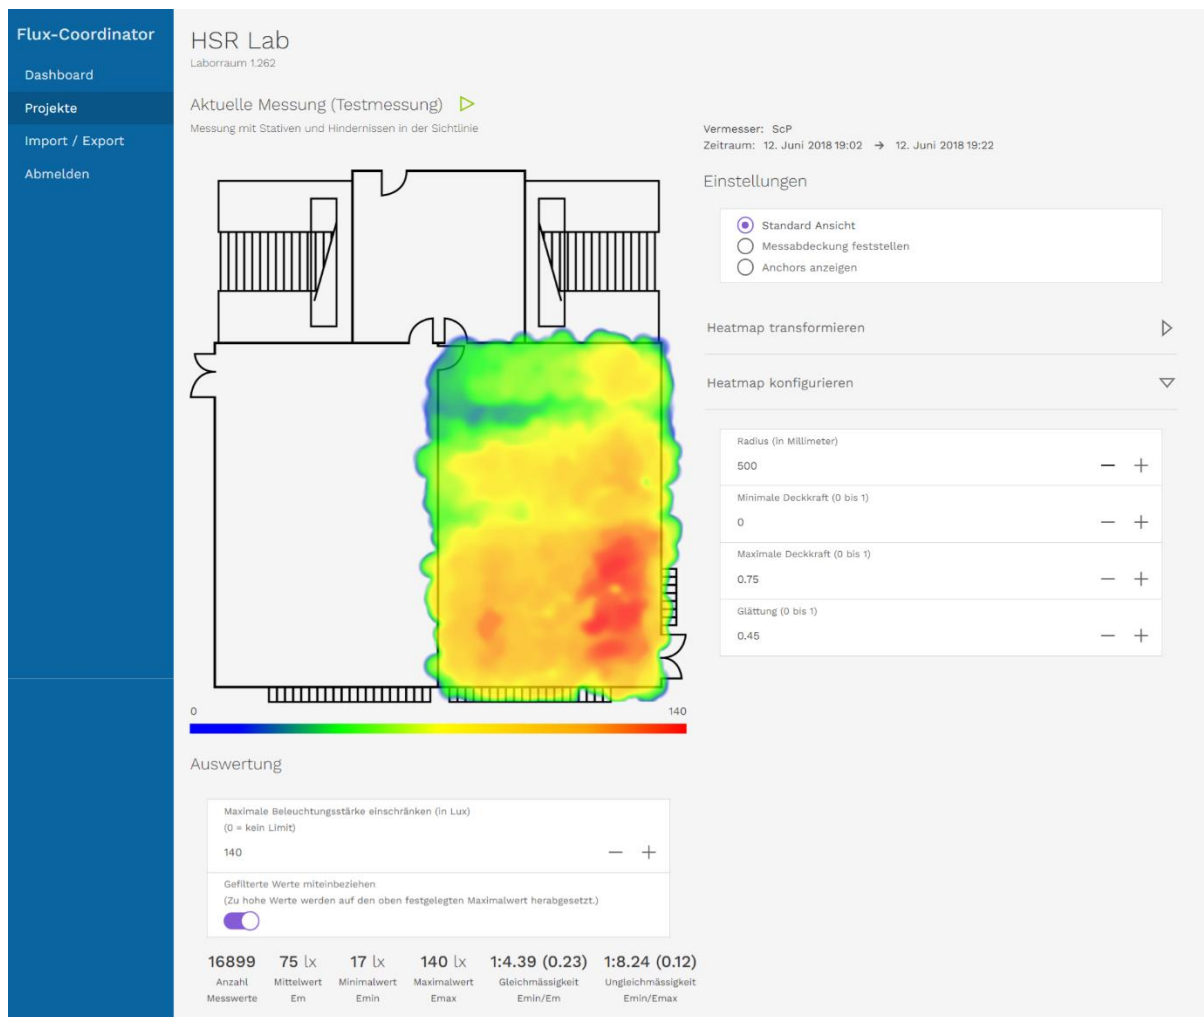 Flux-Coordinator
Dashboard
Projekte
Import / Export
Abmelden
HSR Lab
Laborraum 1.262
Aktuelle Messung (Testmessung)
Messung mit Stativen und Hindernissen in der Sichtlinie
Vermesser: ScP
Zeitraum: 12. Juni 2018 19:02 → 12. Juni 2018 19:22
Einstellungen
Standard Ansicht
Messabdeckung feststellen
Anchors anzeigen
Heatmap transformieren
Heatmap konfigurieren
Radius (in Millimeter)
500
Minimale Deckkraft (0 bis 1)
0
Maximale Deckkraft (0 bis 1)
0.75
Glättung (0 bis 1)
0.45
0 140
Auswertung
Maximale Beleuchtungsstärke einschränken (in Lux)
(0 = kein Limit)
140
Gefilterte Werte miteinbeziehen
(Zu hohe Werte werden auf den oben festgelegten Maximalwert herabgesetzt.)
16899 75 lx 17 lx 140 lx 1:4.39 (0.23) 1:8.24 (0.12)
Anzahl Mittelwert Minimalwert Maximalwert Gleichmässigkeit Ungleichmässigkeit
Messwerte Em Emin Emax Emin/Em Emin/Emax